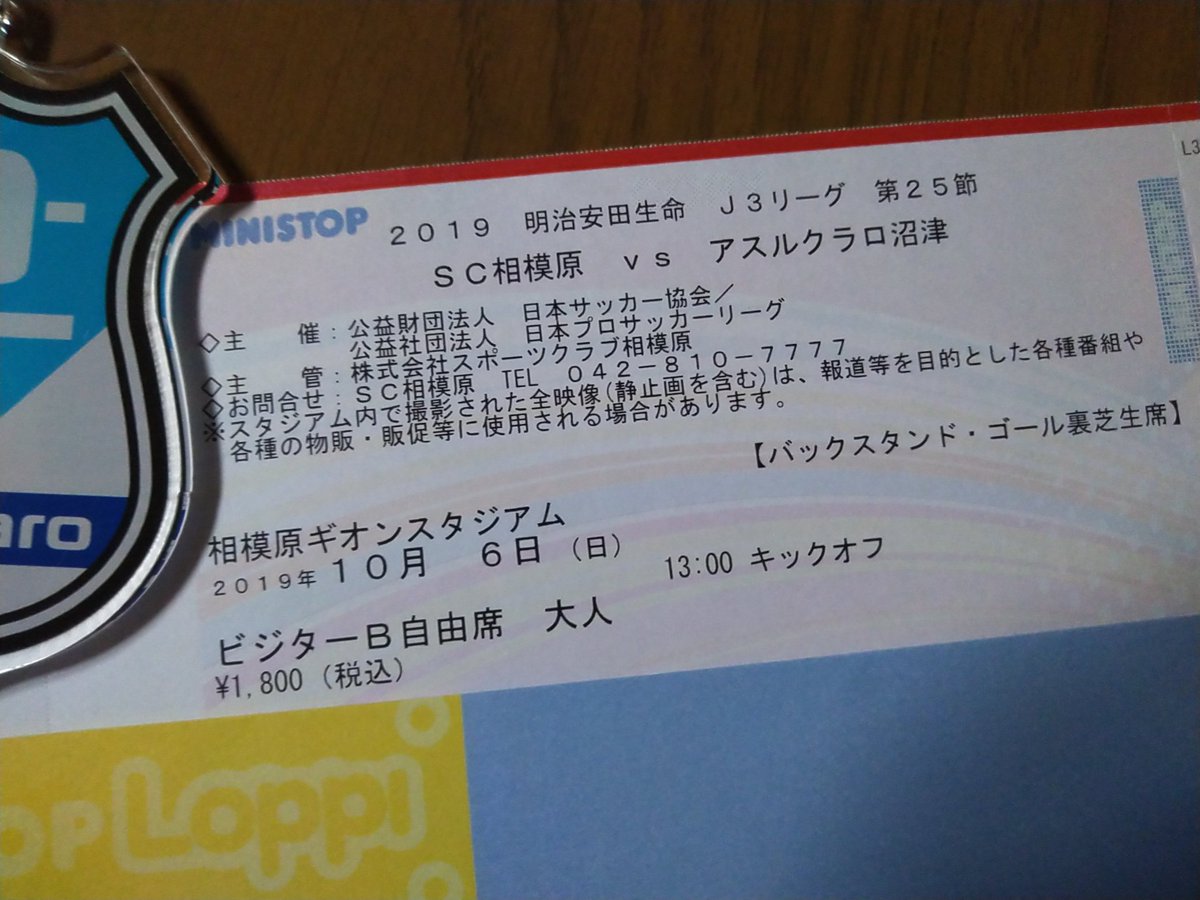 L3
MINISTOP
2019 明治安田生命 J3リーグ 第25節
SC相模原 vs アスルクラロ沼津
◇主 催:公益財団法人 日本サッカー協会/
公益社団法人 日本プロサッカーリーグ
◇主 管:株式会社スポーツクラブ相模原
◇お問合せ:SC相模原 TEL 042-810-7777
※スタジアム内で撮影された全映像(静止画を含む)は、報道等を目的とした各種番組や
各種の物販・販促等に使用される場合があります。
【バックスタンド・ゴール裏芝生席】
相模原ギオンスタジアム
2019年10月 6日(日) 13:00 キックオフ
ビジターB自由席 大人
¥1,800(税込)
aro
OP Loppi